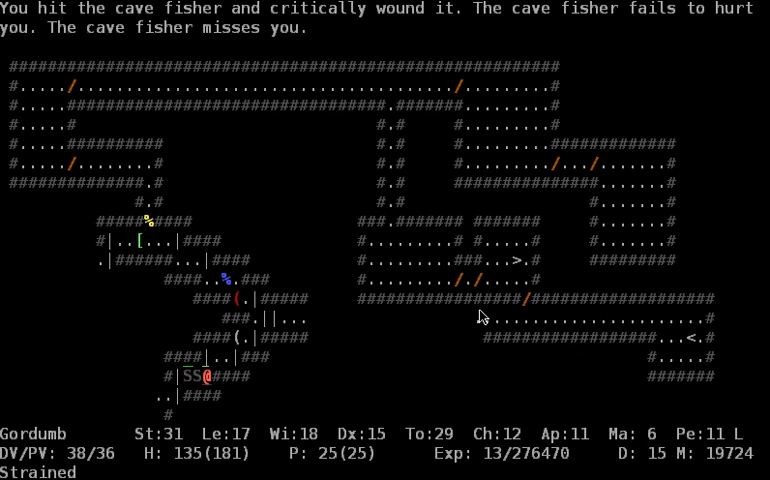 You hit the cave fisher and critically wound it. The cave fisher fails to hurt
you. The cave fisher misses you.
##########################################################
#...../......................................./.........#
#.....#################################.#######.........#
#.....#                                #.#     #.........#
#.....##########                       #.#     #.........#############
#...../........#                       #.#     #........./.../.......#
##############.#                       #.#     ###############.......#
#.#                       #.#                   #.......#
#####%####                 ###.####### #######     #.......#
#|..[...|####              #.........# #.....#     #.......#
.|######...|####           #.........###...>.#     #########
####..%.###         #........././.....#
####(.|#####     #################/###################
###.||...                 .......................#
####(.|#####                 ##################...<.#
####|..|###                                        #.....#
#|SS@####                                         #######
..|####
#
Gordumb St:31 Le:17 Wi:18 Dx:15 To:29 Ch:12 Ap:11 Ma: 6 Pe:11 L
DV/PV: 38/36 H: 135(181) P: 25(25) Exp: 13/276470 D: 15 M: 19724
Strained